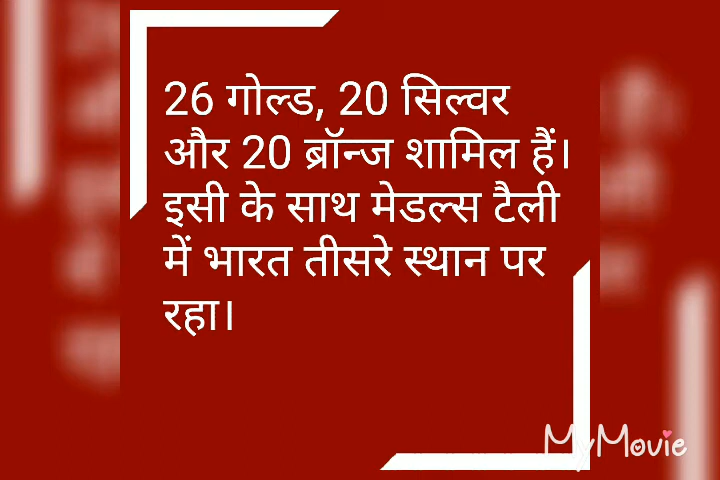 26 गोल्ड, 20 सिल्वर
और 20 ब्रॉन्ज शामिल हैं।
इसी के साथ मेडल्स टैली
में भारत तीसरे स्थान पर
रहा।
MyMovie